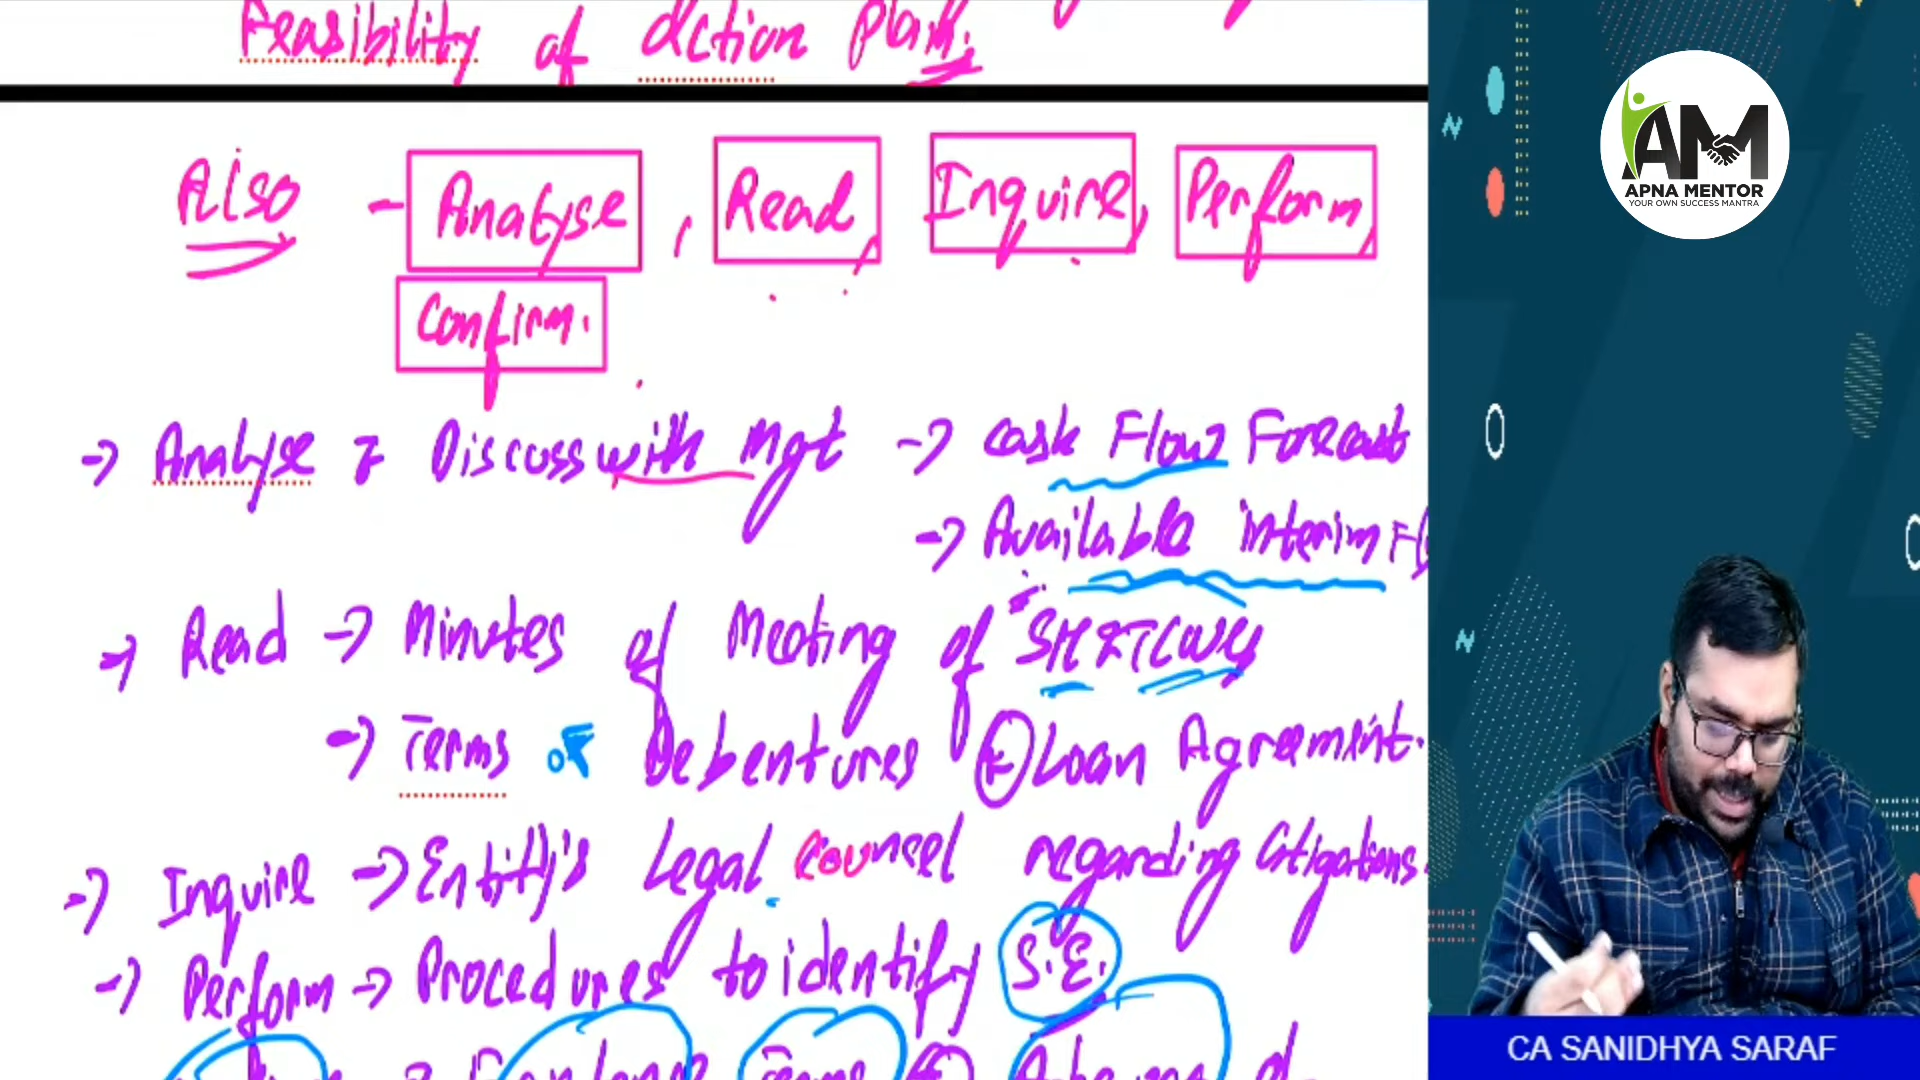 Feasibility of Action Plan.
Also - Analyse, Read, Inquire, Perform,
Confirm.
→ Analyse & Discuss with Mgt → Cash Flow Forecast
→ Available interim F
→ Read → Minutes of Meeting of SH & TCWG
→ Terms of Debentures & Loan Agreement.
→ Inquire → Entity's Legal Counsel regarding litigations.
→ Perform → Procedures to identify S.E.
Terms
AM
APNA MENTOR
YOUR OWN SUCCESS MANTRA
CA SANIDHYA SARAF